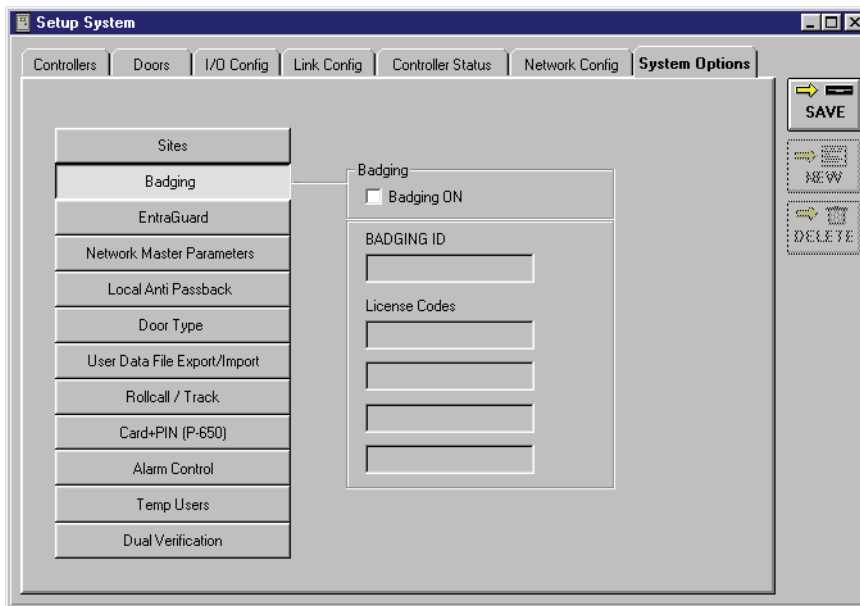 Setup System
Controllers Doors I/O Config Link Config Controller Status Network Config System Options
SAVE
NEW
DELETE
Sites
Badging
EntraGuard
Network Master Parameters
Local Anti Passback
Door Type
User Data File Export/Import
Rollcall / Track
Card+PIN (P-650)
Alarm Control
Temp Users
Dual Verification
Badging
Badging ON
BADGING ID
License Codes